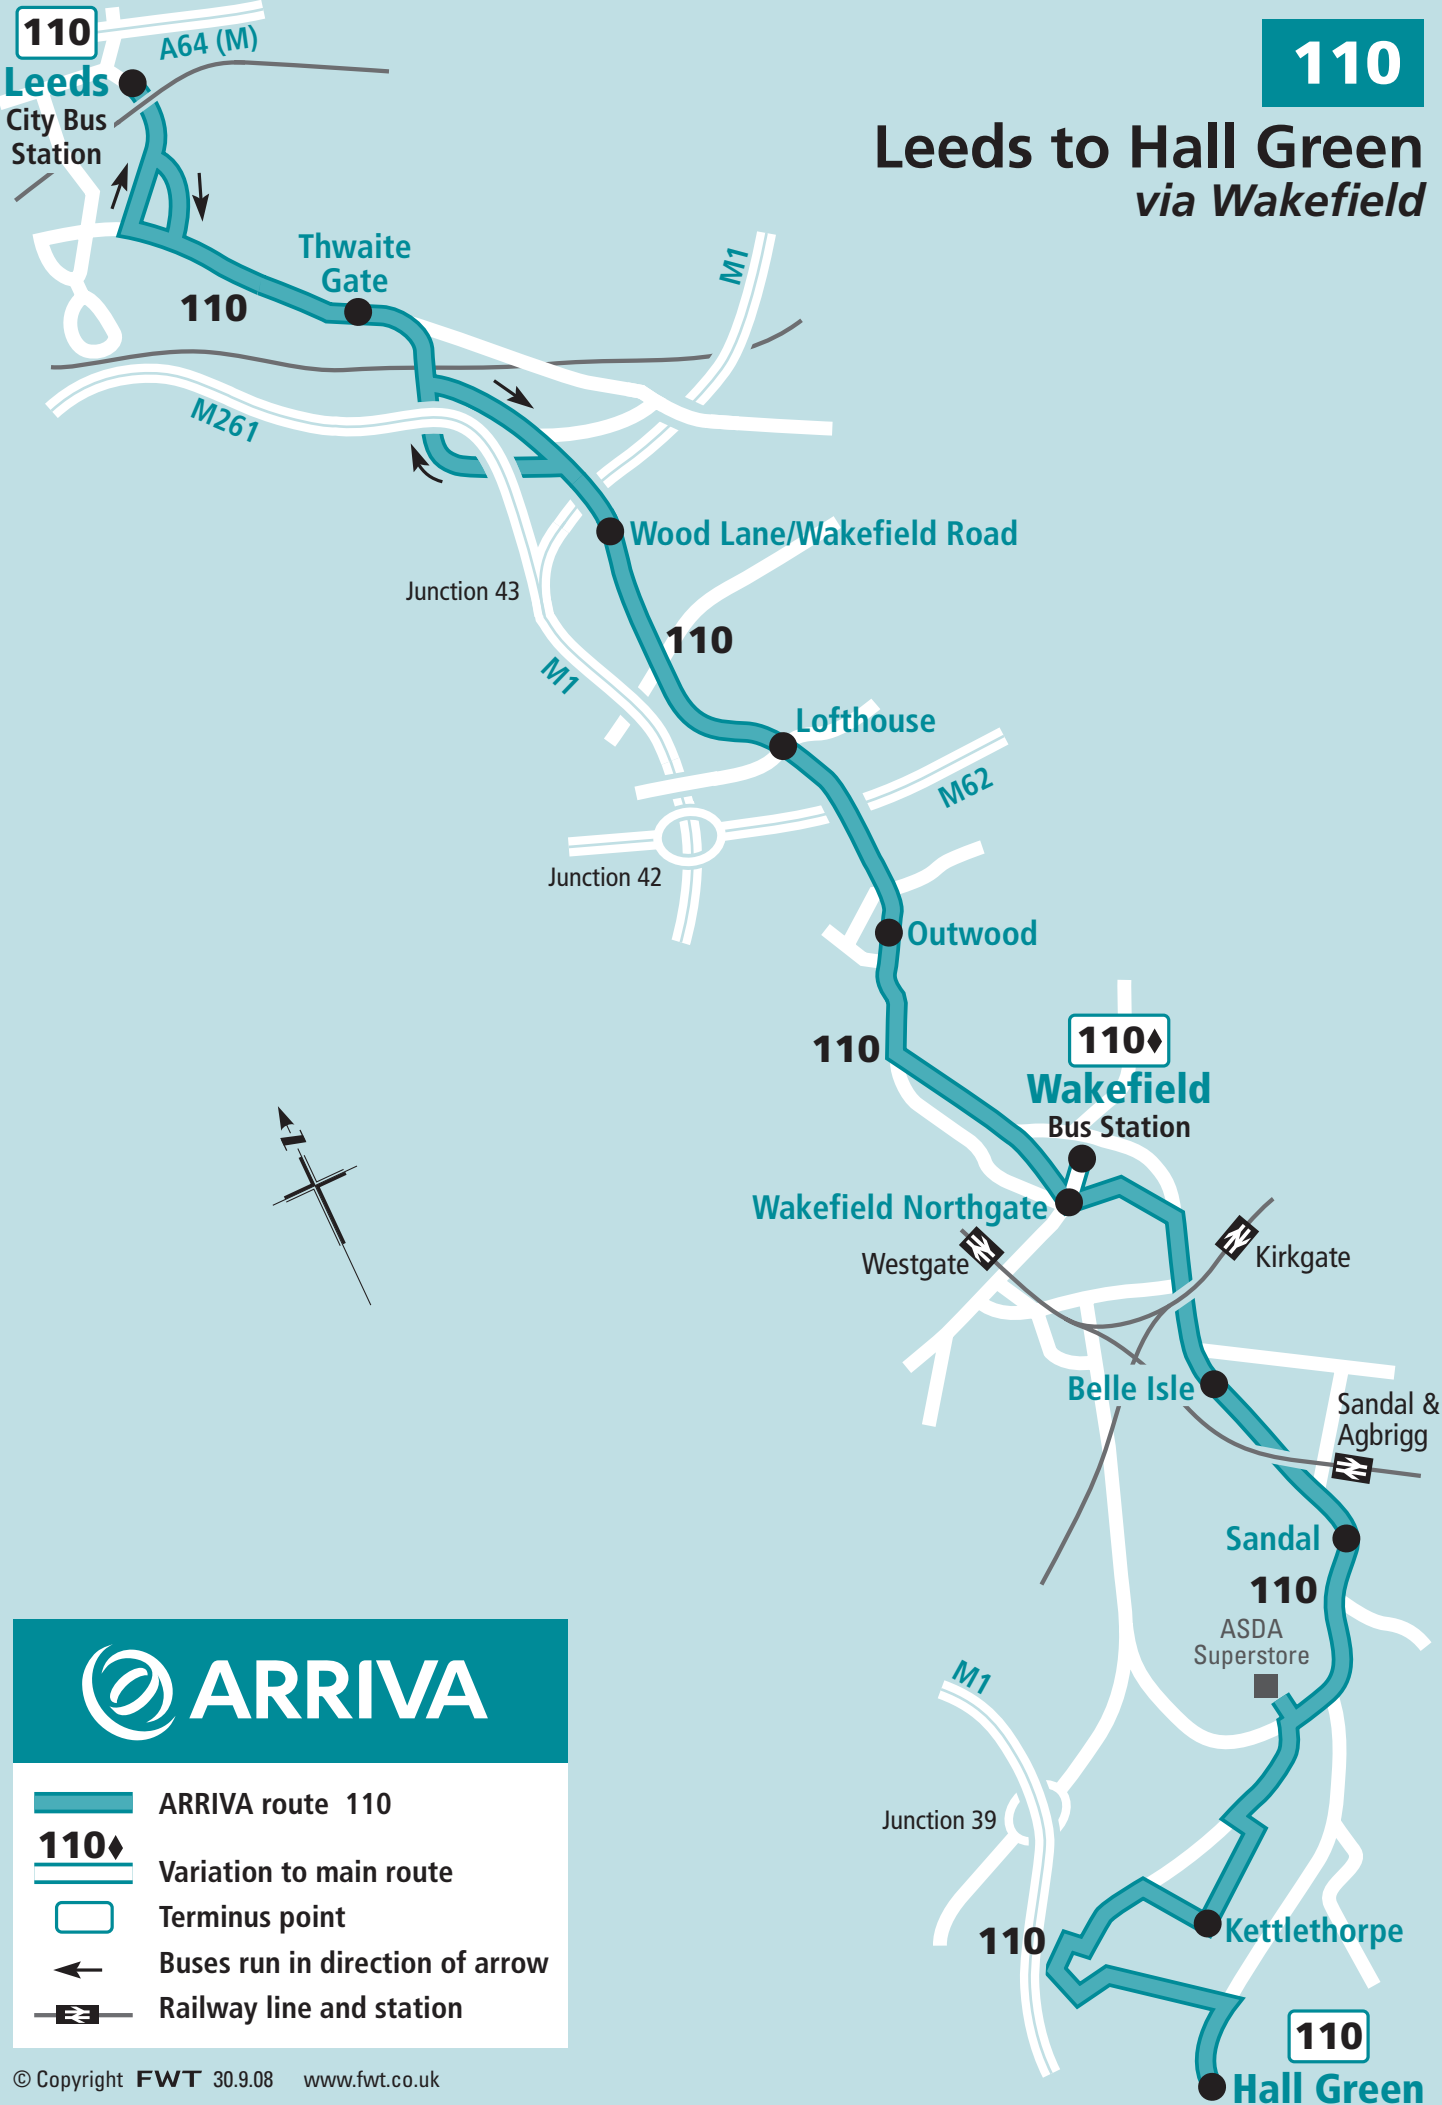 110
Leeds
City Bus
Station
A64 (M)
110
Leeds to Hall Green
via Wakefield
Thwaite
Gate
110
M1
M261
Wood Lane/Wakefield Road
Junction 43
110
M1
Lofthouse
M62
Junction 42
Outwood
110
110♦
Wakefield
Bus Station
N
Wakefield Northgate
Westgate
Kirkgate
Belle Isle
Sandal &
Agbrigg
Sandal
110
ASDA
Superstore
M1
Junction 39
110
Kettlethorpe
110
Hall Green
ARRIVA
ARRIVA route 110
110♦
Variation to main route
Terminus point
Buses run in direction of arrow
Railway line and station
© Copyright FWT 30.9.08 www.fwt.co.uk